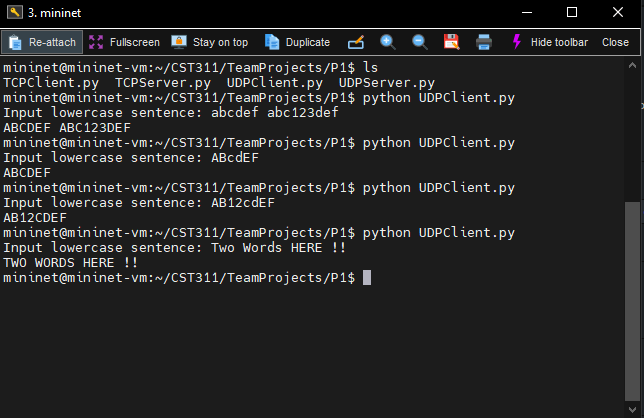 3. mininet
Re-attach Fullscreen Stay on top Duplicate Hide toolbar Close
mininet@mininet-vm:~/CST311/TeamProjects/P1$ ls
TCPClient.py  TCPServer.py  UDPClient.py  UDPServer.py
mininet@mininet-vm:~/CST311/TeamProjects/P1$ python UDPClient.py
Input lowercase sentence: abcdef abc123def
ABCDEF ABC123DEF
mininet@mininet-vm:~/CST311/TeamProjects/P1$ python UDPClient.py
Input lowercase sentence: ABcdEF
ABCDEF
mininet@mininet-vm:~/CST311/TeamProjects/P1$ python UDPClient.py
Input lowercase sentence: AB12cdEF
AB12CDEF
mininet@mininet-vm:~/CST311/TeamProjects/P1$ python UDPClient.py
Input lowercase sentence: Two Words HERE !!
TWO WORDS HERE !!
mininet@mininet-vm:~/CST311/TeamProjects/P1$